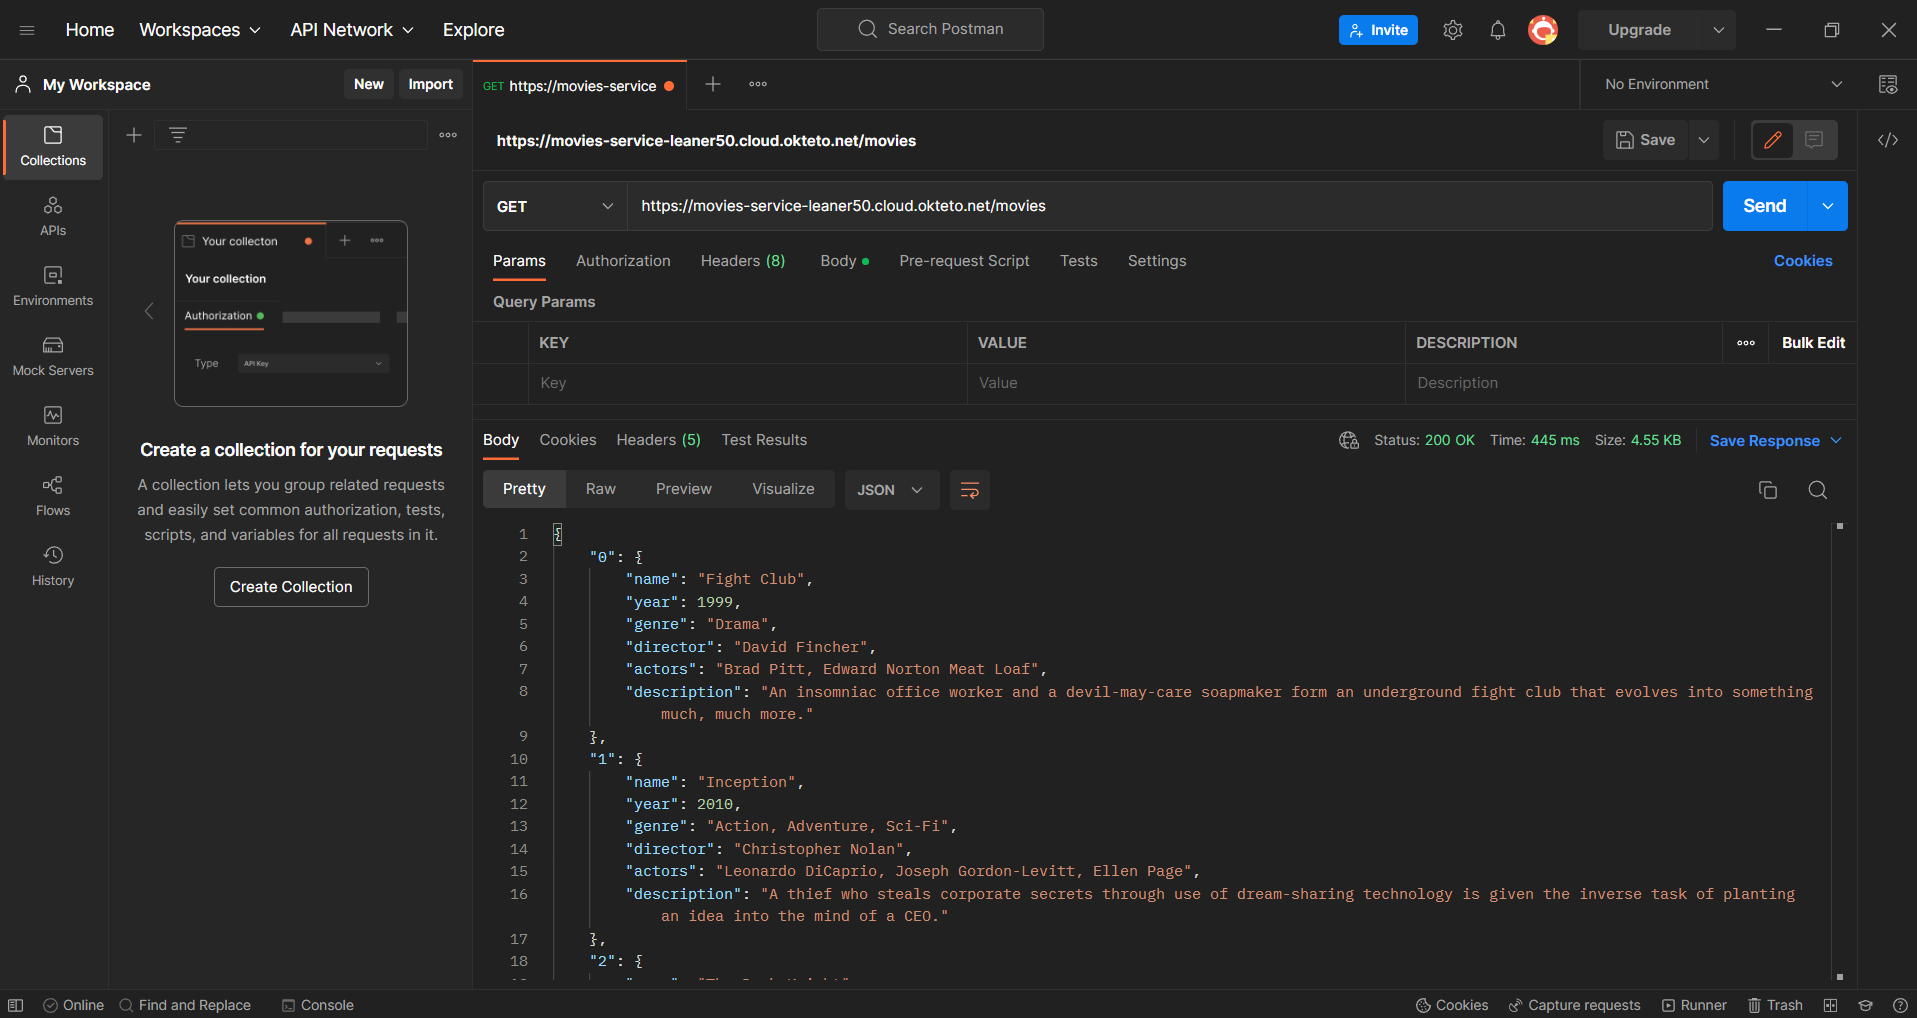 Home Workspaces API Network Explore Search Postman Invite Upgrade
My Workspace New Import GET https://movies-service No Environment
Collections
APIs
Environments
Mock Servers
Monitors
Flows
History
Your collecton
Your collection
Authorization
Type API Key
Create a collection for your requests
A collection lets you group related requests
and easily set common authorization, tests,
scripts, and variables for all requests in it.
Create Collection
https://movies-service-leaner50.cloud.okteto.net/movies Save
GET https://movies-service-leaner50.cloud.okteto.net/movies Send
Params Authorization Headers (8) Body Pre-request Script Tests Settings Cookies
Query Params
KEY VALUE DESCRIPTION Bulk Edit
Key Value Description
Body Cookies Headers (5) Test Results Status: 200 OK Time: 445 ms Size: 4.55 KB Save Response
Pretty Raw Preview Visualize JSON
1 {
2 "0": {
3 "name": "Fight Club",
4 "year": 1999,
5 "genre": "Drama",
6 "director": "David Fincher",
7 "actors": "Brad Pitt, Edward Norton Meat Loaf",
8 "description": "An insomniac office worker and a devil-may-care soapmaker form an underground fight club that evolves into something
much, much more."
9 },
10 "1": {
11 "name": "Inception",
12 "year": 2010,
13 "genre": "Action, Adventure, Sci-Fi",
14 "director": "Christopher Nolan",
15 "actors": "Leonardo DiCaprio, Joseph Gordon-Levitt, Ellen Page",
16 "description": "A thief who steals corporate secrets through use of dream-sharing technology is given the inverse task of planting
an idea into the mind of a CEO."
17 },
18 "2": {
Online Find and Replace Console Cookies Capture requests Runner Trash